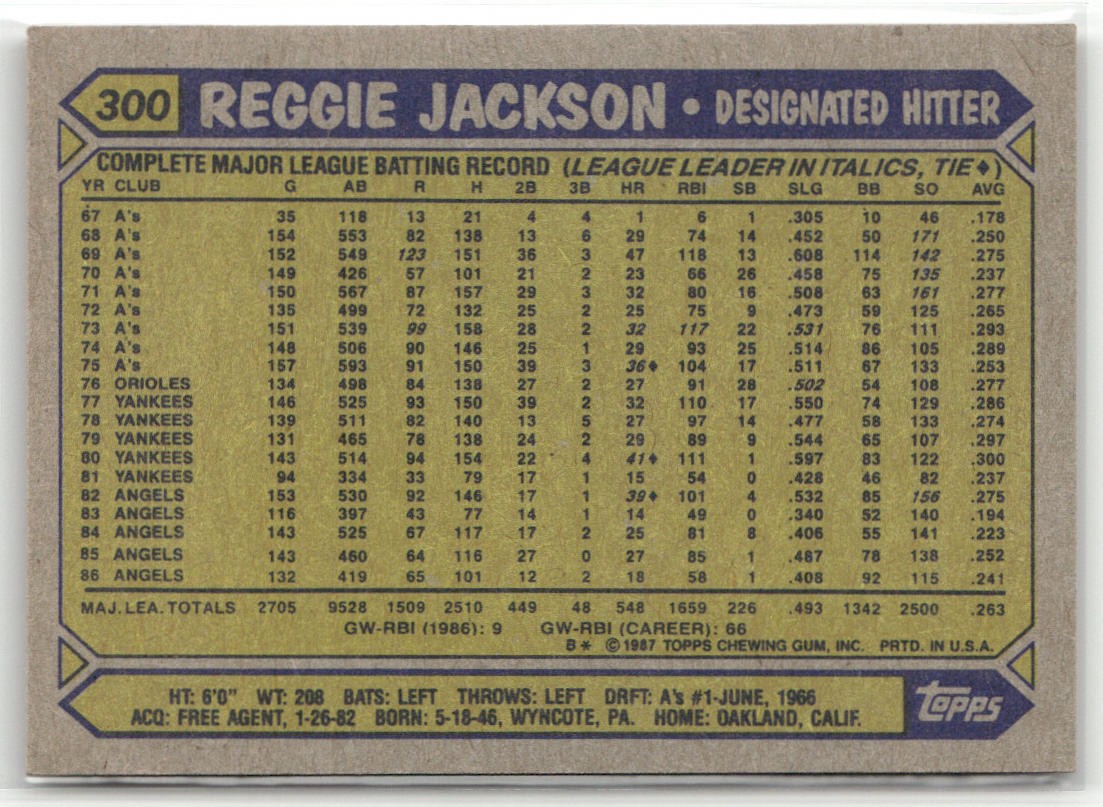 300 REGGIE JACKSON • DESIGNATED HITTER
COMPLETE MAJOR LEAGUE BATTING RECORD (LEAGUE LEADER IN ITALICS, TIE ♦)
YR CLUB G AB R H 2B 3B HR RBI SB SLG BB SO AVG
67 A's 35 118 13 21 4 4 1 6 1 .305 10 46 .178
68 A's 154 553 82 138 13 6 29 74 14 .452 50 171 .250
69 A's 152 549 123 151 36 3 47 118 13 .608 114 142 .275
70 A's 149 426 57 101 21 2 23 66 26 .458 75 135 .237
71 A's 150 567 87 157 29 3 32 80 16 .508 63 161 .277
72 A's 135 499 72 132 25 2 25 75 9 .473 59 125 .265
73 A's 151 539 99 158 28 2 32 117 22 .531 76 111 .293
74 A's 148 506 90 146 25 1 29 93 25 .514 86 105 .289
75 A's 157 593 91 150 39 3 36♦ 104 17 .511 67 133 .253
76 ORIOLES 134 498 84 138 27 2 27 91 28 .502 54 108 .277
77 YANKEES 146 525 93 150 39 2 32 110 17 .550 74 129 .286
78 YANKEES 139 511 82 140 13 5 27 97 14 .477 58 133 .274
79 YANKEES 131 465 78 138 24 2 29 89 9 .544 65 107 .297
80 YANKEES 143 514 94 154 22 4 41♦ 111 1 .597 83 122 .300
81 YANKEES 94 334 33 79 17 1 15 54 0 .428 46 82 .237
82 ANGELS 153 530 92 146 17 1 39♦ 101 4 .532 85 156 .275
83 ANGELS 116 397 43 77 14 1 14 49 0 .340 52 140 .194
84 ANGELS 143 525 67 117 17 2 25 81 8 .406 55 141 .223
85 ANGELS 143 460 64 116 27 0 27 85 1 .487 78 138 .252
86 ANGELS 132 419 65 101 12 2 18 58 1 .408 92 115 .241
MAJ. LEA. TOTALS 2705 9528 1509 2510 449 48 548 1659 226 .493 1342 2500 .263
GW-RBI (1986): 9 GW-RBI (CAREER): 66
B* ©1987 TOPPS CHEWING GUM, INC. PRTD. IN U.S.A.
HT: 6'0" WT: 208 BATS: LEFT THROWS: LEFT DRFT: A's #1-JUNE, 1966
ACQ: FREE AGENT, 1-26-82 BORN: 5-18-46, WYNCOTE, PA. HOME: OAKLAND, CALIF.
topps